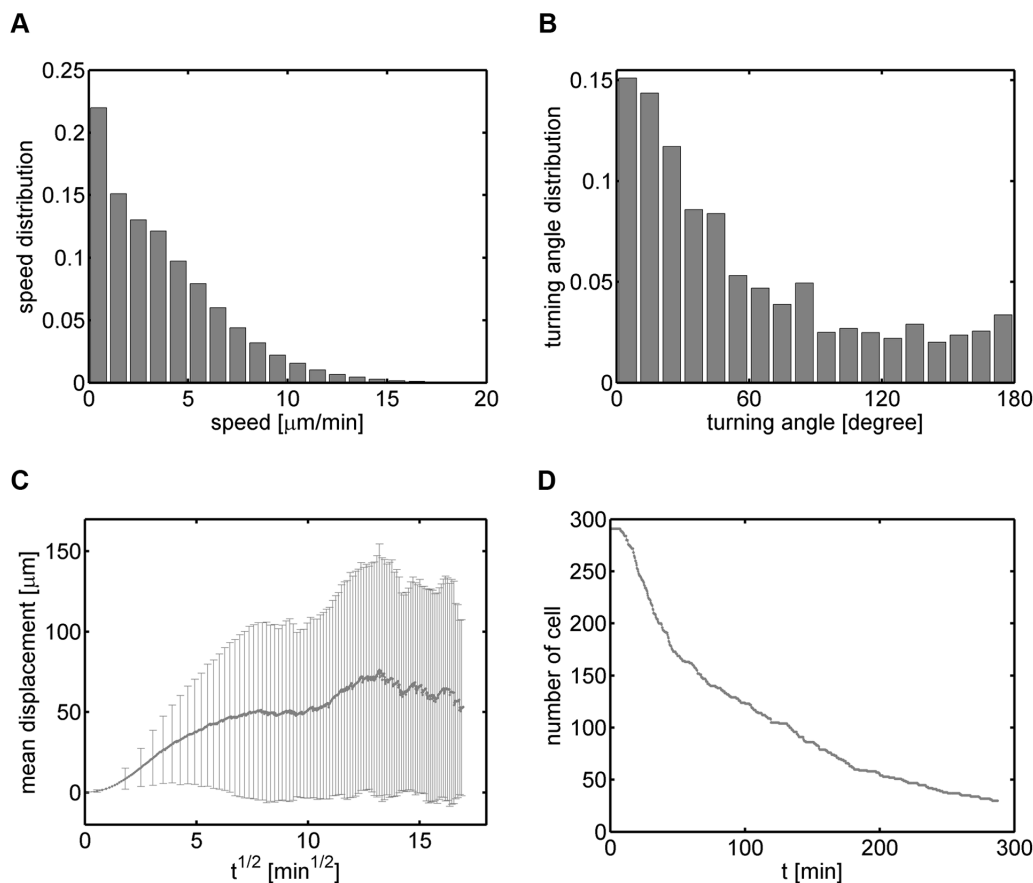 A
0.25
0.2
0.15
0.1
0.05
0
speed distribution
0 5 10 15 20
speed [μm/min]
B
0.15
0.1
0.05
0
turning angle distribution
0 60 120 180
turning angle [degree]
C
150
100
50
0
mean displacement [μm]
0 5 10 15
t^1/2 [min^1/2]
D
300
250
200
150
100
50
0
number of cell
0 100 200 300
t [min]